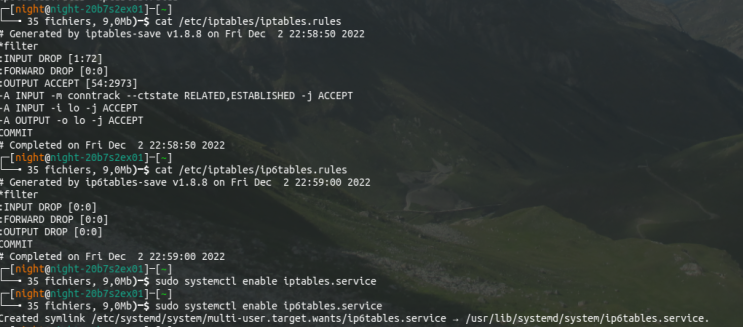 ┌─[night@night-20b7s2ex01]─[~]
└──• 35 fichiers, 9,0Mb)─$ cat /etc/iptables/iptables.rules
# Generated by iptables-save v1.8.8 on Fri Dec  2 22:58:50 2022
*filter
:INPUT DROP [1:72]
:FORWARD DROP [0:0]
:OUTPUT ACCEPT [54:2973]
-A INPUT -m conntrack --ctstate RELATED,ESTABLISHED -j ACCEPT
-A INPUT -i lo -j ACCEPT
-A OUTPUT -o lo -j ACCEPT
COMMIT
# Completed on Fri Dec  2 22:58:50 2022
┌─[night@night-20b7s2ex01]─[~]
└──• 35 fichiers, 9,0Mb)─$ cat /etc/iptables/ip6tables.rules
# Generated by ip6tables-save v1.8.8 on Fri Dec  2 22:59:00 2022
*filter
:INPUT DROP [0:0]
:FORWARD DROP [0:0]
:OUTPUT DROP [0:0]
COMMIT
# Completed on Fri Dec  2 22:59:00 2022
┌─[night@night-20b7s2ex01]─[~]
└──• 35 fichiers, 9,0Mb)─$ sudo systemctl enable iptables.service
┌─[night@night-20b7s2ex01]─[~]
└──• 35 fichiers, 9,0Mb)─$ sudo systemctl enable ip6tables.service
Created symlink /etc/systemd/system/multi-user.target.wants/ip6tables.service → /usr/lib/systemd/system/ip6tables.service.